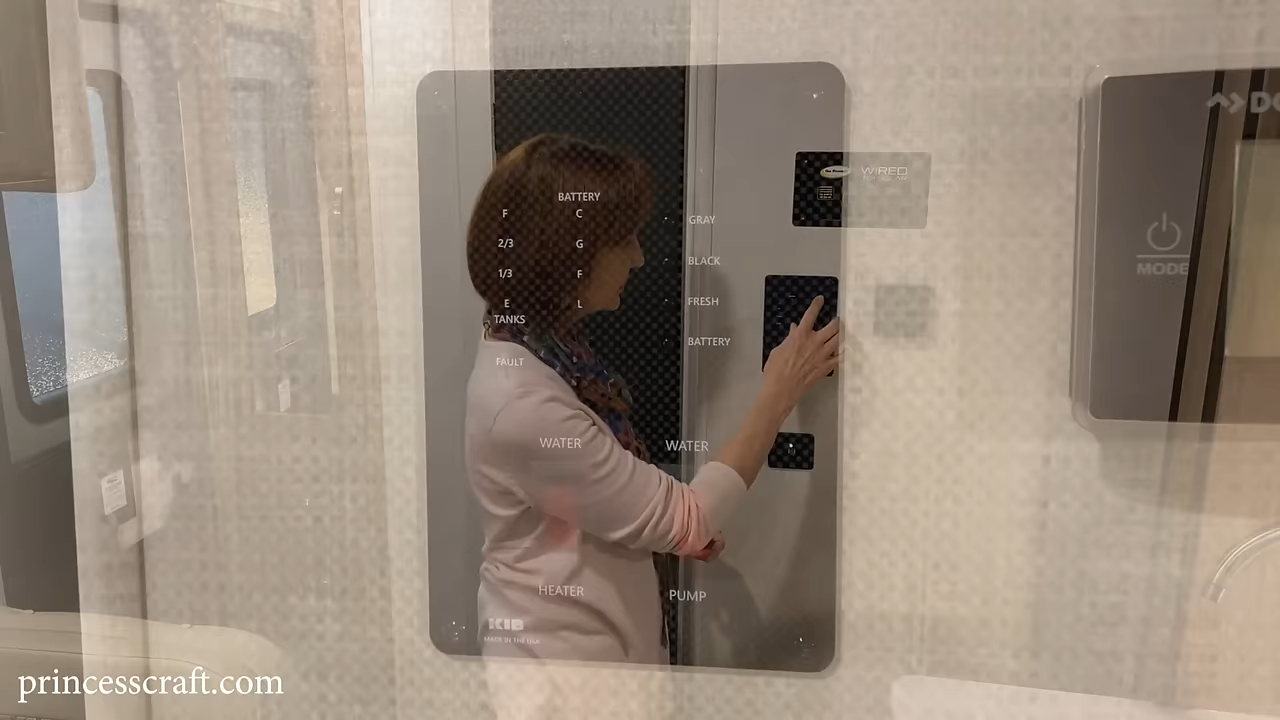 BATTERY
F C
2/3 G
1/3 F
E L
TANKS
FAULT
GRAY
BLACK
FRESH
BATTERY
WATER WATER
HEATER PUMP
KIB
MADE IN THE USA
WiRED
MODE
princesscraft.com